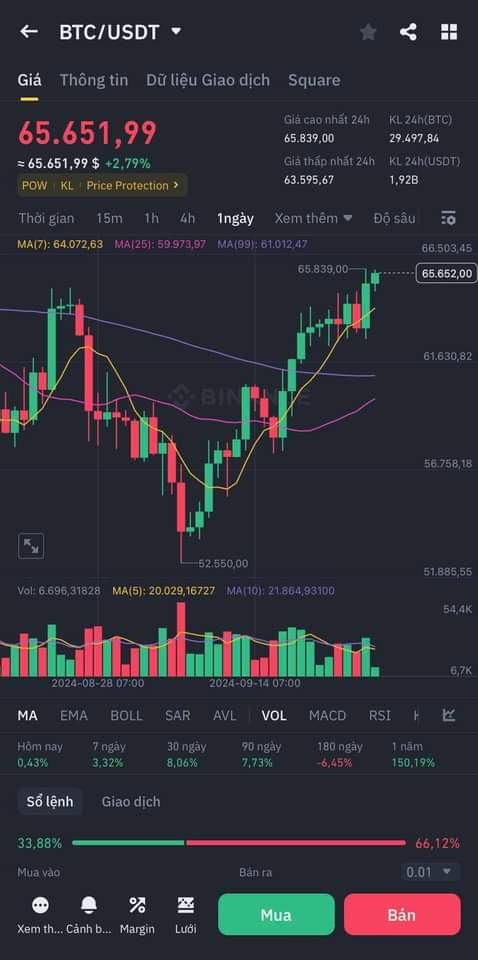 BTC/USDT
Giá Thông tin Dữ liệu Giao dịch Square
65.651,99
≈ 65.651,99 $ +2,79%
POW KL Price Protection
Giá cao nhất 24h KL 24h(BTC)
65.839,00 29.497,84
Giá thấp nhất 24h KL 24h(USDT)
63.595,67 1,92B
Thời gian 15m 1h 4h 1ngày Xem thêm Độ sâu
MA(7): 64.072,63 MA(25): 59.973,97 MA(99): 61.012,47
66.503,45
65.839,00
65.652,00
61.630,82
BINANCE
56.758,18
52.550,00
51.885,55
Vol: 6.696,31828 MA(5): 20.029,16727 MA(10): 21.864,93100
54,4K
6,7K
2024-08-28 07:00 2024-09-14 07:00
MA EMA BOLL SAR AVL VOL MACD RSI
Hôm nay 7 ngày 30 ngày 90 ngày 180 ngày 1 năm
0,43% 3,32% 8,06% 7,73% -6,45% 150,19%
Sổ lệnh Giao dịch
33,88% 66,12%
Mua vào Bán ra 0.01
Xem th... Cảnh b... Margin Lưới
Mua Bán